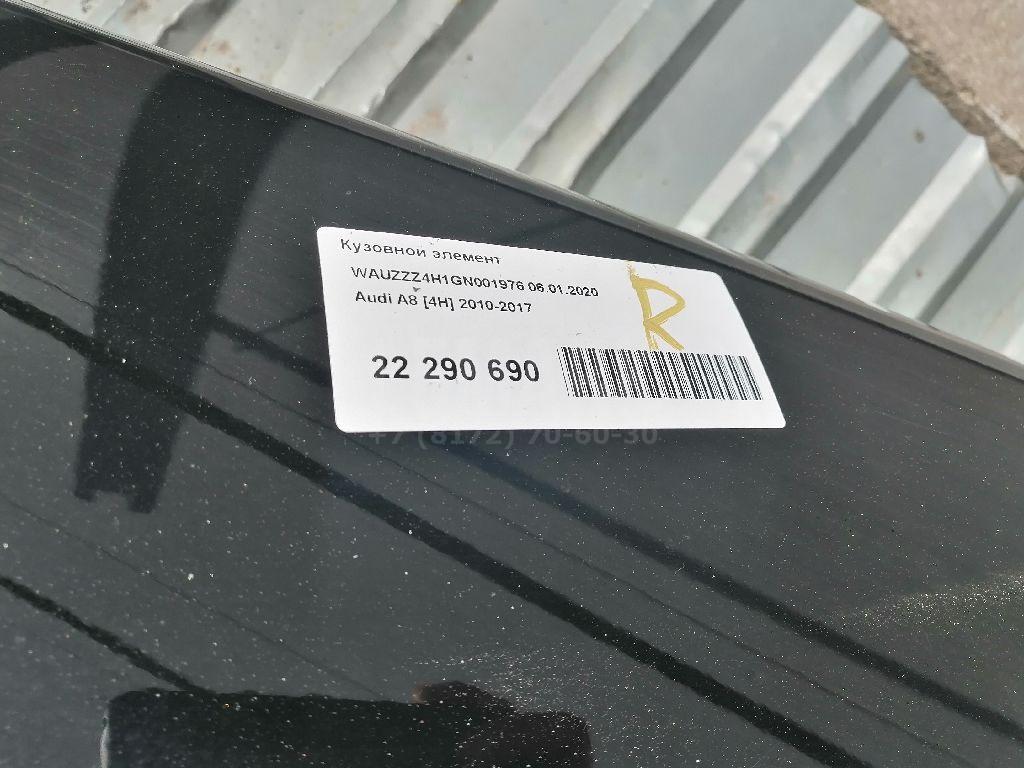 Кузовной элемент
WAUZZZ4H1GN001976 06.01.2020
Audi A8 [4H] 2010-2017
R
22 290 690
+7 (8172) 70-60-30